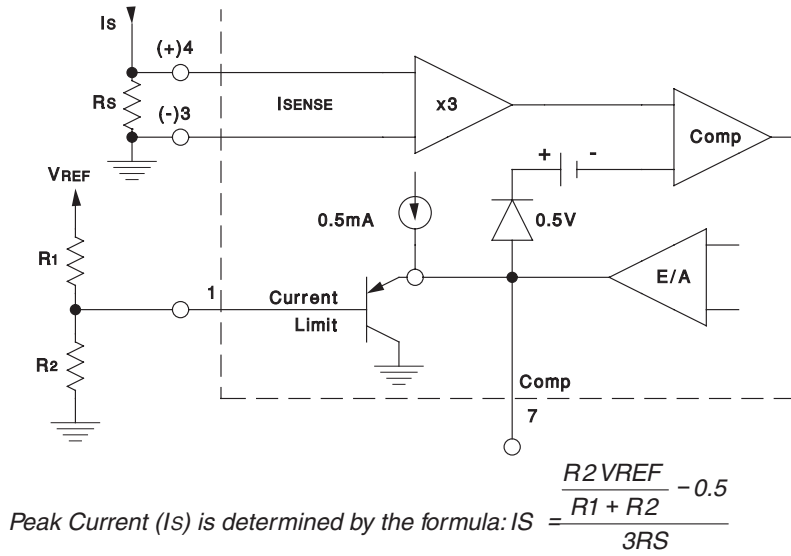 Is
(+)4
Rs
(-)3
ISENSE
x3
Comp
VREF
+ -
0.5mA
0.5V
R1
E/A
1
Current
Limit
R2
Comp
7
Peak Current (Is) is determined by the formula: IS = (R2 VREF / (R1 + R2) − 0.5) / 3RS